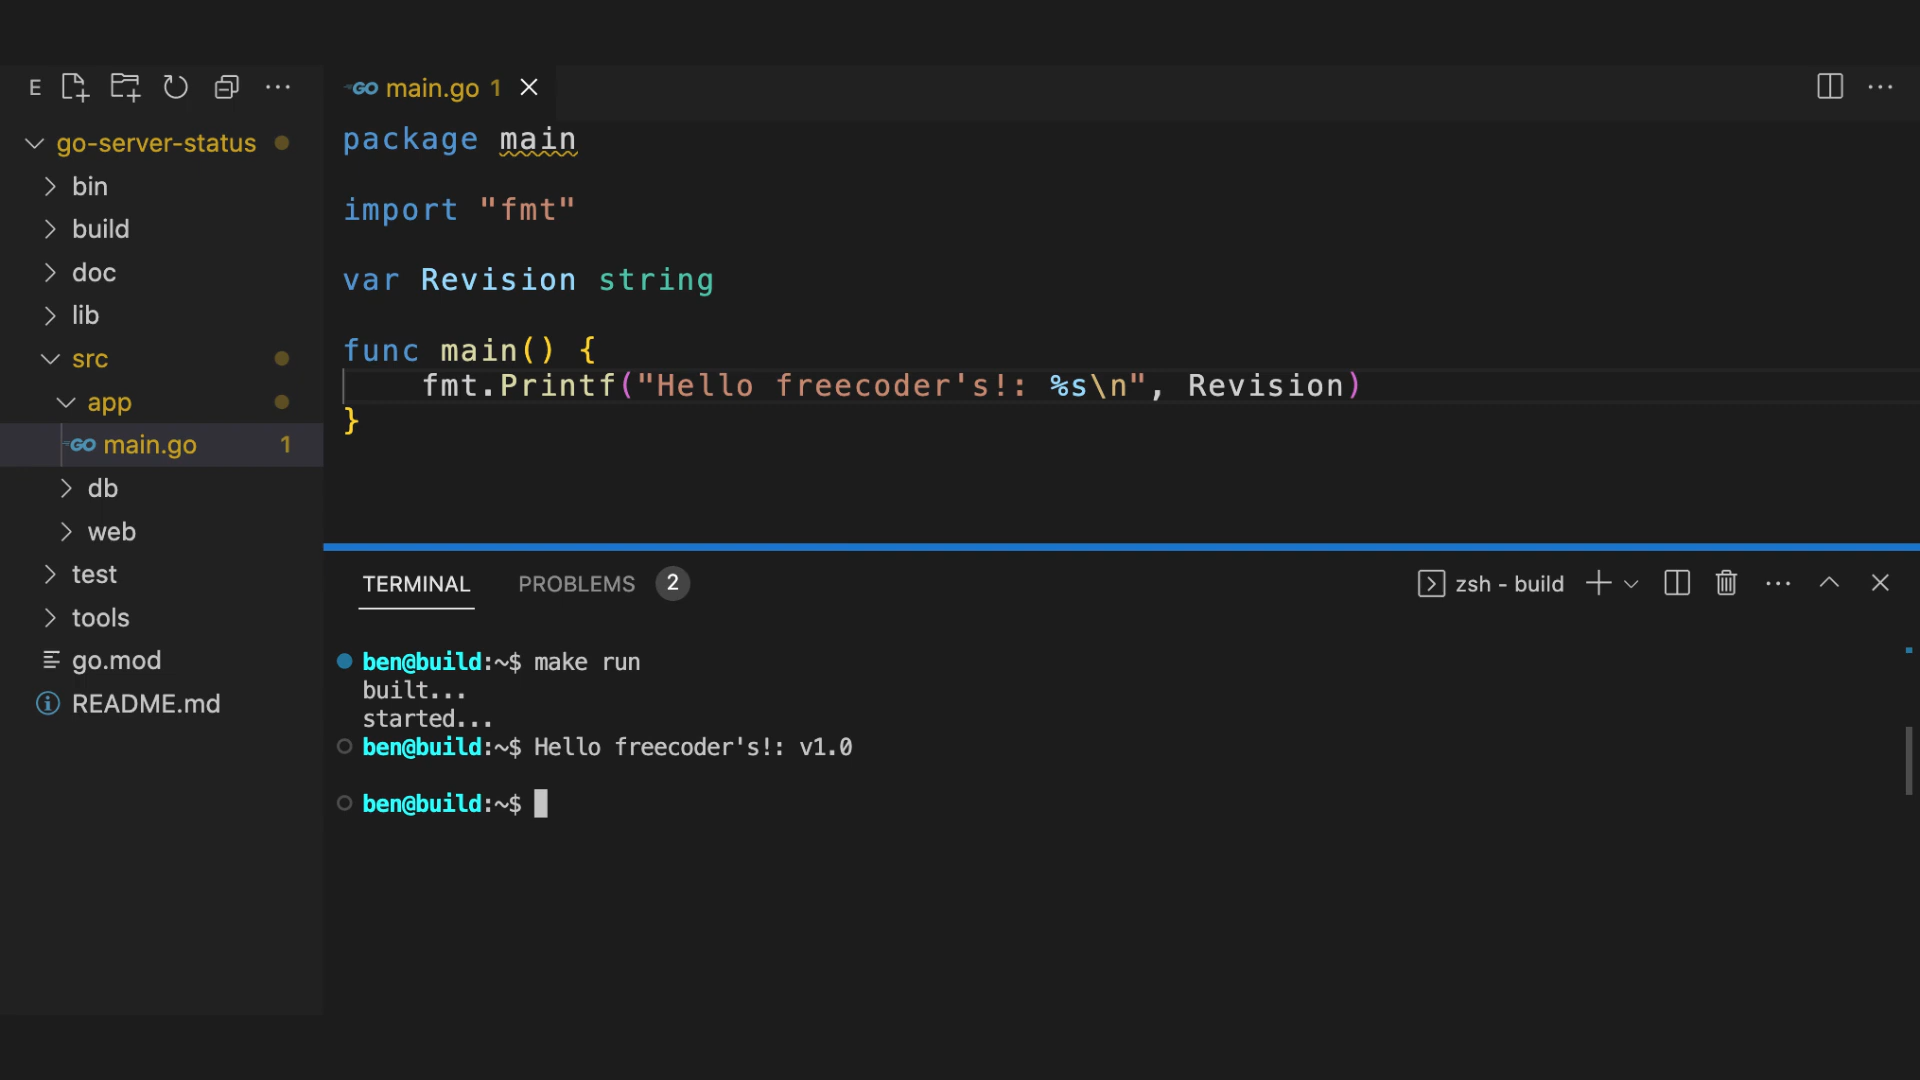 E
go-server-status
bin
build
doc
lib
src
app
GO main.go 1
db
web
test
tools
go.mod
README.md
GO main.go 1
package main
import "fmt"
var Revision string
func main() {
fmt.Printf("Hello freecoder's!: %s\n", Revision)
}
TERMINAL PROBLEMS 2 zsh - build
ben@build:~$ make run
built...
started...
ben@build:~$ Hello freecoder's!: v1.0
ben@build:~$